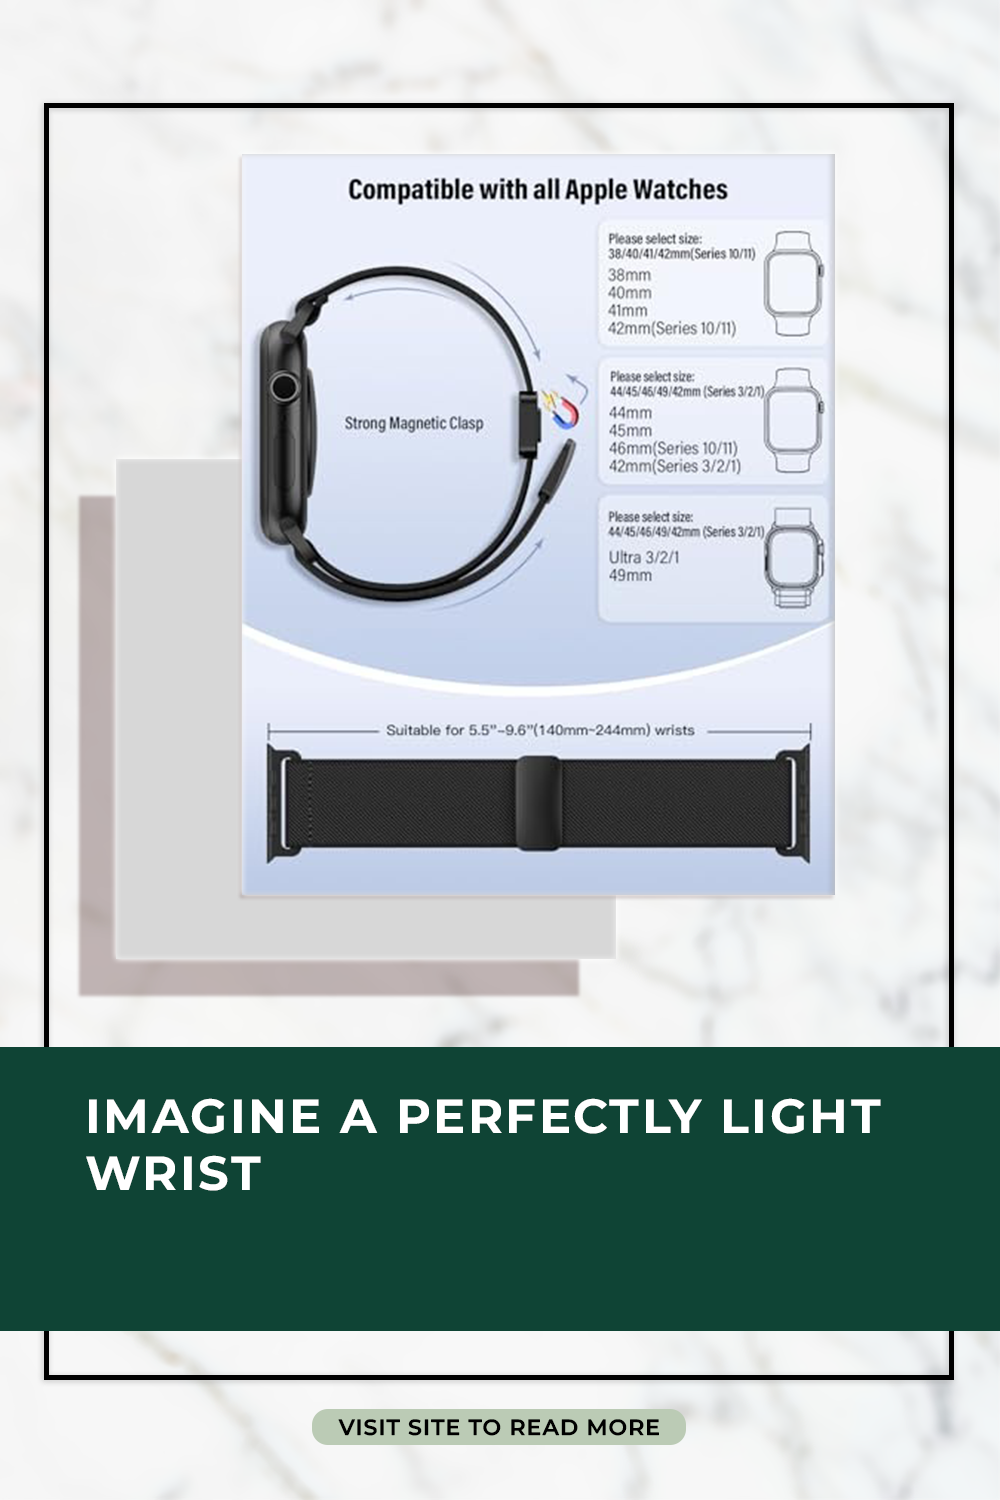 Compatible with all Apple Watches
Please select size:
38/40/41/42mm(Series 10/11)
38mm
40mm
41mm
42mm(Series 10/11)
Strong Magnetic Clasp
Please select size:
44/45/46/49/42mm (Series 3/2/1)
44mm
45mm
46mm(Series 10/11)
42mm(Series 3/2/1)
Please select size:
44/45/46/49/42mm (Series 3/2/1)
Ultra 3/2/1
49mm
Suitable for 5.5"-9.6"(140mm~244mm) wrists
IMAGINE A PERFECTLY LIGHT
WRIST
VISIT SITE TO READ MORE